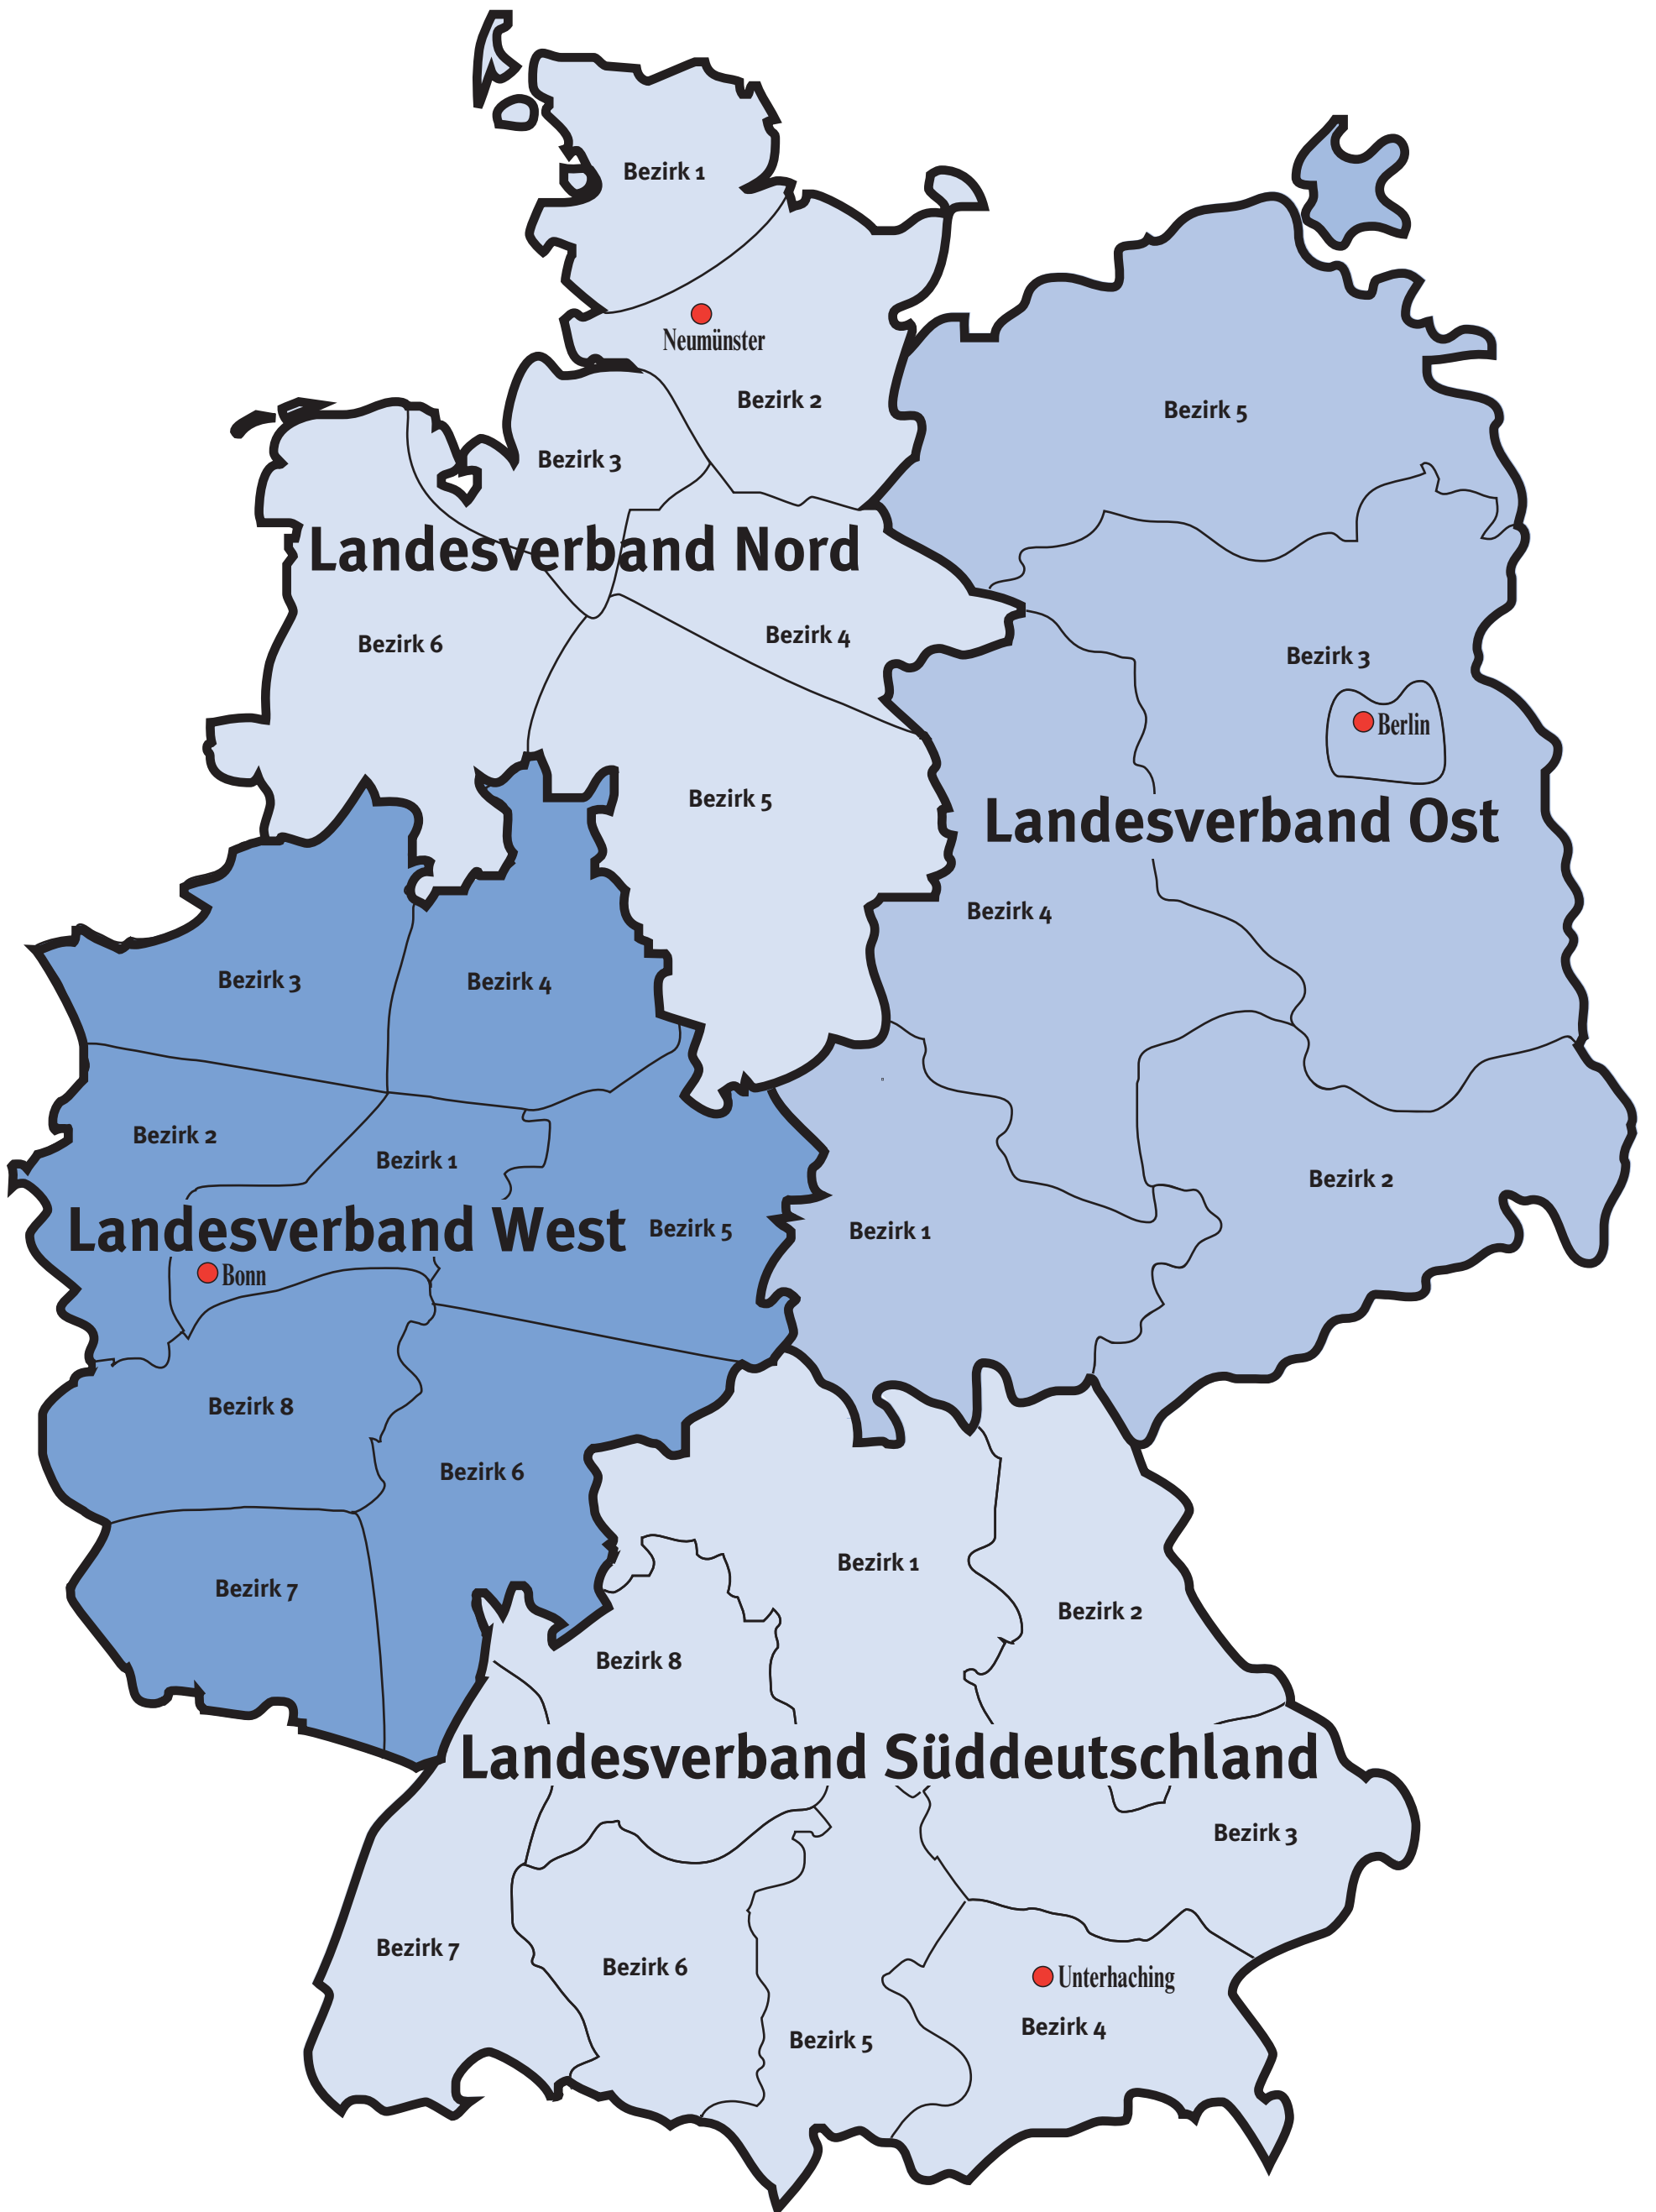 Bezirk 1
Neumünster
Bezirk 2
Bezirk 5
Bezirk 3
Landesverband Nord
Bezirk 6
Bezirk 4
Bezirk 3
Berlin
Bezirk 5
Landesverband Ost
Bezirk 4
Bezirk 3
Bezirk 4
Bezirk 2
Bezirk 1
Bezirk 2
Landesverband West
Bezirk 5
Bezirk 1
Bonn
Bezirk 8
Bezirk 6
Bezirk 1
Bezirk 7
Bezirk 2
Bezirk 8
Landesverband Süddeutschland
Bezirk 3
Bezirk 7
Bezirk 6
Unterhaching
Bezirk 4
Bezirk 5